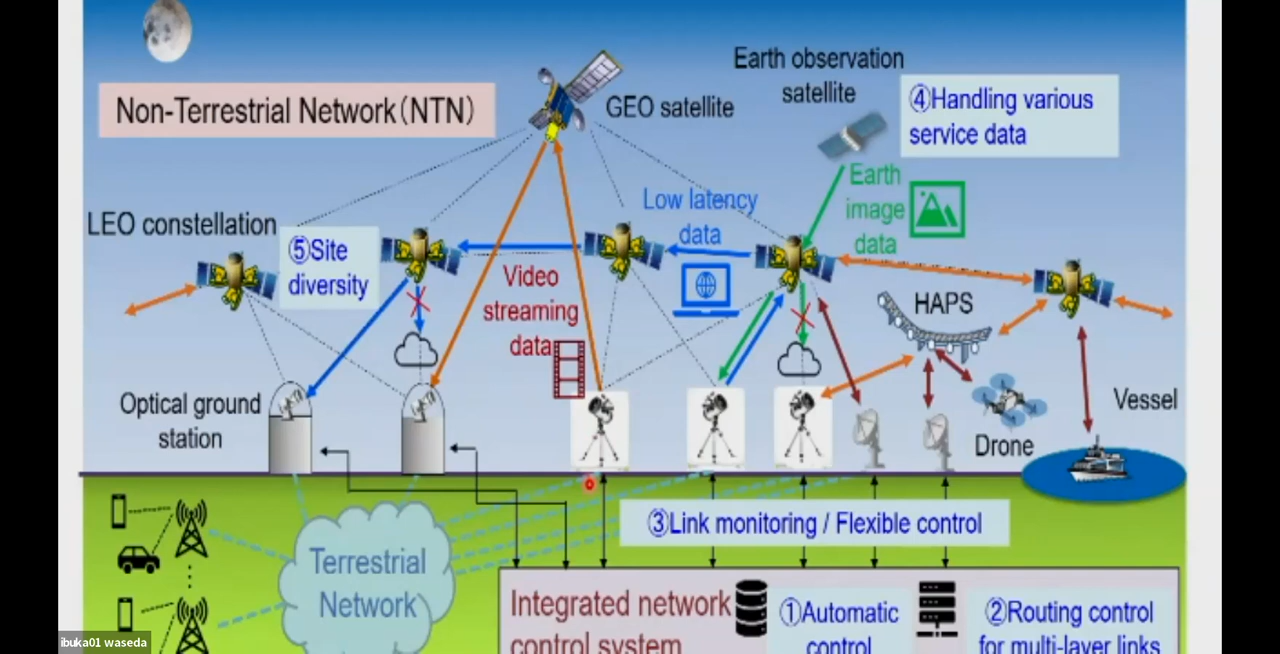 Non-Terrestrial Network(NTN)
GEO satellite
Earth observation
satellite
④Handling various
service data
LEO constellation
⑤Site
diversity
Low latency
data
Earth
image
data
Video
streaming
data
HAPS
Optical ground
station
Drone
Vessel
③Link monitoring / Flexible control
Terrestrial
Network
Integrated network
control system
①Automatic
control
②Routing control
for multi-layer links
ibuka01 waseda